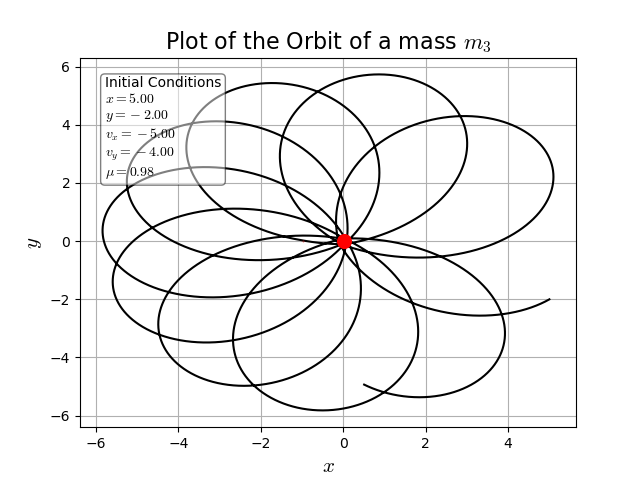 Plot of the Orbit of a mass m₃
Initial Conditions
x = 5.00
y = − 2.00
vₓ = − 5.00
v_y = − 4.00
μ = 0.98
6
4
2
0
−2
−4
−6
y
−6 −4 −2 0 2 4
x